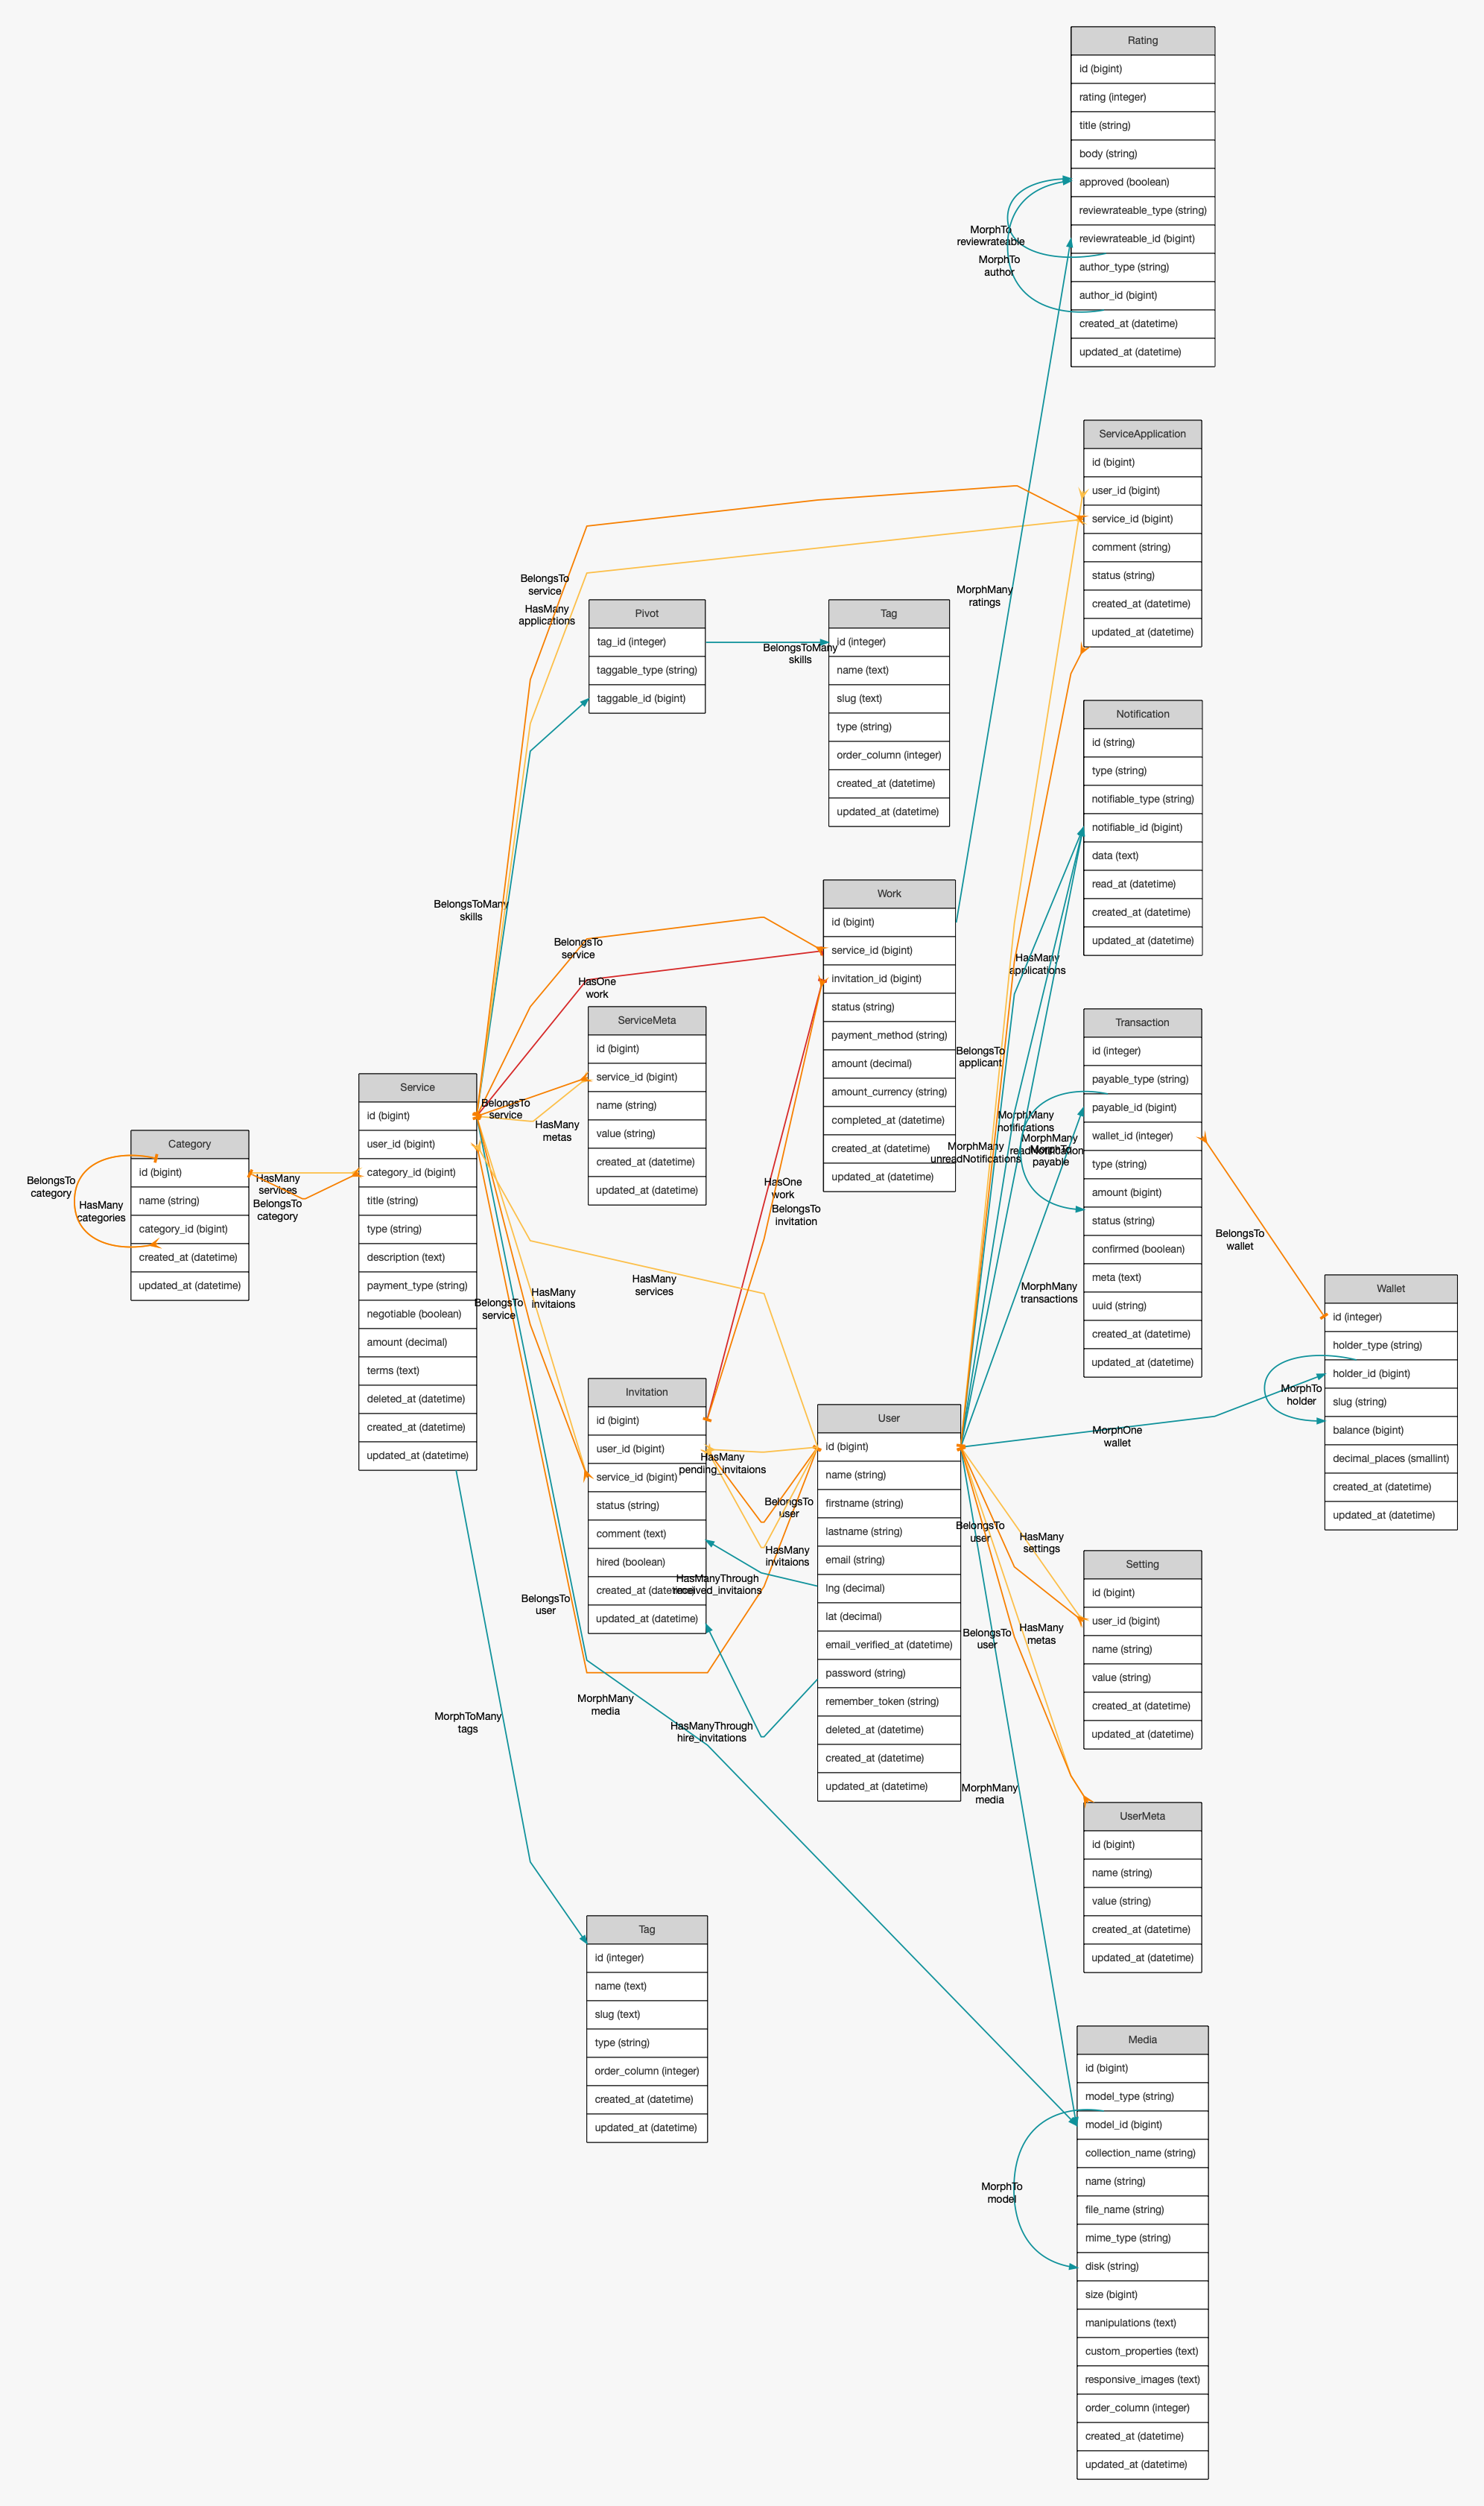 Rating
id (bigint)
rating (integer)
title (string)
body (string)
approved (boolean)
reviewrateable_type (string)
reviewrateable_id (bigint)
author_type (string)
author_id (bigint)
created_at (datetime)
updated_at (datetime)
MorphTo
reviewrateable
MorphTo
author
ServiceApplication
id (bigint)
user_id (bigint)
service_id (bigint)
comment (string)
status (string)
created_at (datetime)
updated_at (datetime)
BelongsTo
service
HasMany
applications
MorphMany
ratings
Pivot
tag_id (integer)
taggable_type (string)
taggable_id (bigint)
BelongsToMany
skills
Tag
id (integer)
name (text)
slug (text)
type (string)
order_column (integer)
created_at (datetime)
updated_at (datetime)
Notification
id (string)
type (string)
notifiable_type (string)
notifiable_id (bigint)
data (text)
read_at (datetime)
created_at (datetime)
updated_at (datetime)
BelongsToMany
skills
BelongsTo
service
HasOne
work
Work
id (bigint)
service_id (bigint)
invitation_id (bigint)
status (string)
payment_method (string)
amount (decimal)
amount_currency (string)
completed_at (datetime)
created_at (datetime)
updated_at (datetime)
HasMany
applications
BelongsTo
applicant
MorphMany
notifications
MorphMany
unreadNotifications
MorphMany
readNotifications
MorphTo
payable
MorphMany
transactions
Transaction
id (integer)
payable_type (string)
payable_id (bigint)
wallet_id (integer)
type (string)
amount (bigint)
status (string)
confirmed (boolean)
meta (text)
uuid (string)
created_at (datetime)
updated_at (datetime)
BelongsTo
wallet
Wallet
id (integer)
holder_type (string)
holder_id (bigint)
slug (string)
balance (bigint)
decimal_places (smallint)
created_at (datetime)
updated_at (datetime)
MorphTo
holder
MorphOne
wallet
ServiceMeta
id (bigint)
service_id (bigint)
name (string)
value (string)
created_at (datetime)
updated_at (datetime)
BelongsTo
service
HasMany
metas
Service
id (bigint)
user_id (bigint)
category_id (bigint)
title (string)
type (string)
description (text)
payment_type (string)
negotiable (boolean)
amount (decimal)
terms (text)
deleted_at (datetime)
created_at (datetime)
updated_at (datetime)
Category
id (bigint)
name (string)
category_id (bigint)
created_at (datetime)
updated_at (datetime)
BelongsTo
category
HasMany
categories
HasMany
services
BelongsTo
category
HasOne
work
BelongsTo
invitation
HasMany
services
HasMany
invitaions
BelongsTo
service
Invitation
id (bigint)
user_id (bigint)
service_id (bigint)
status (string)
comment (text)
hired (boolean)
created_at (datetime)
updated_at (datetime)
HasMany
pending_invitaions
BelongsTo
user
HasMany
invitaions
HasManyThrough
received_invitaions
BelongsTo
user
MorphMany
media
HasManyThrough
hire_invitations
MorphToMany
tags
User
id (bigint)
name (string)
firstname (string)
lastname (string)
email (string)
lng (decimal)
lat (decimal)
email_verified_at (datetime)
password (string)
remember_token (string)
deleted_at (datetime)
created_at (datetime)
updated_at (datetime)
BelongsTo
user
HasMany
settings
BelongsTo
user
HasMany
metas
MorphMany
media
Setting
id (bigint)
user_id (bigint)
name (string)
value (string)
created_at (datetime)
updated_at (datetime)
UserMeta
id (bigint)
name (string)
value (string)
created_at (datetime)
updated_at (datetime)
Tag
id (integer)
name (text)
slug (text)
type (string)
order_column (integer)
created_at (datetime)
updated_at (datetime)
Media
id (bigint)
model_type (string)
model_id (bigint)
collection_name (string)
name (string)
file_name (string)
mime_type (string)
disk (string)
size (bigint)
manipulations (text)
custom_properties (text)
responsive_images (text)
order_column (integer)
created_at (datetime)
updated_at (datetime)
MorphTo
model